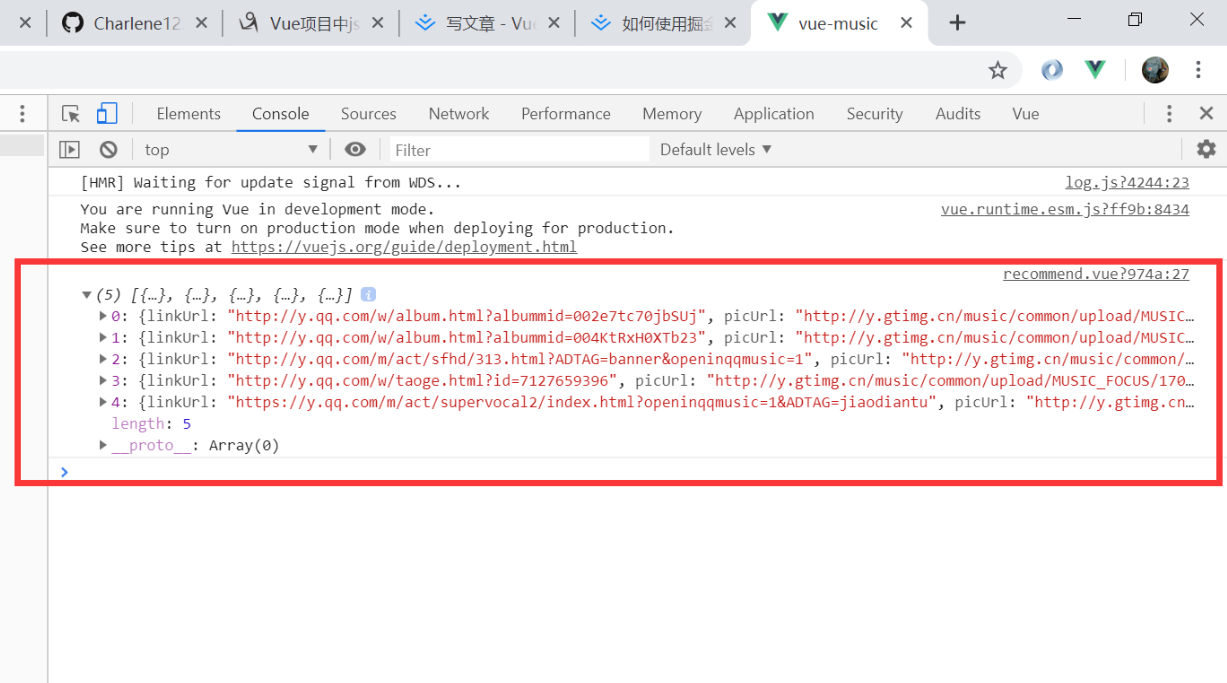 Charlene12
Vue项目中js
写文章 - Vue
如何使用掘金
vue-music
Elements Console Sources Network Performance Memory Application Security Audits Vue
top Filter Default levels
[HMR] Waiting for update signal from WDS... log.js?4244:23
You are running Vue in development mode. vue.runtime.esm.js?ff9b:8434
Make sure to turn on production mode when deploying for production.
See more tips at https://vuejs.org/guide/deployment.html
recommend.vue?974a:27
(5) [{…}, {…}, {…}, {…}, {…}] i
0: {linkUrl: "http://y.qq.com/w/album.html?albummid=002e7tc70jbSUj", picUrl: "http://y.gtimg.cn/music/common/upload/MUSIC…
1: {linkUrl: "http://y.qq.com/w/album.html?albummid=004KtRxH0XTb23", picUrl: "http://y.gtimg.cn/music/common/upload/MUSIC…
2: {linkUrl: "http://y.qq.com/m/act/sfhd/313.html?ADTAG=banner&openinqqmusic=1", picUrl: "http://y.gtimg.cn/music/common/…
3: {linkUrl: "http://y.qq.com/w/taoge.html?id=7127659396", picUrl: "http://y.gtimg.cn/music/common/upload/MUSIC_FOCUS/170…
4: {linkUrl: "https://y.qq.com/m/act/supervocal2/index.html?openinqqmusic=1&ADTAG=jiaodiantu", picUrl: "http://y.gtimg.cn…
length: 5
__proto__: Array(0)